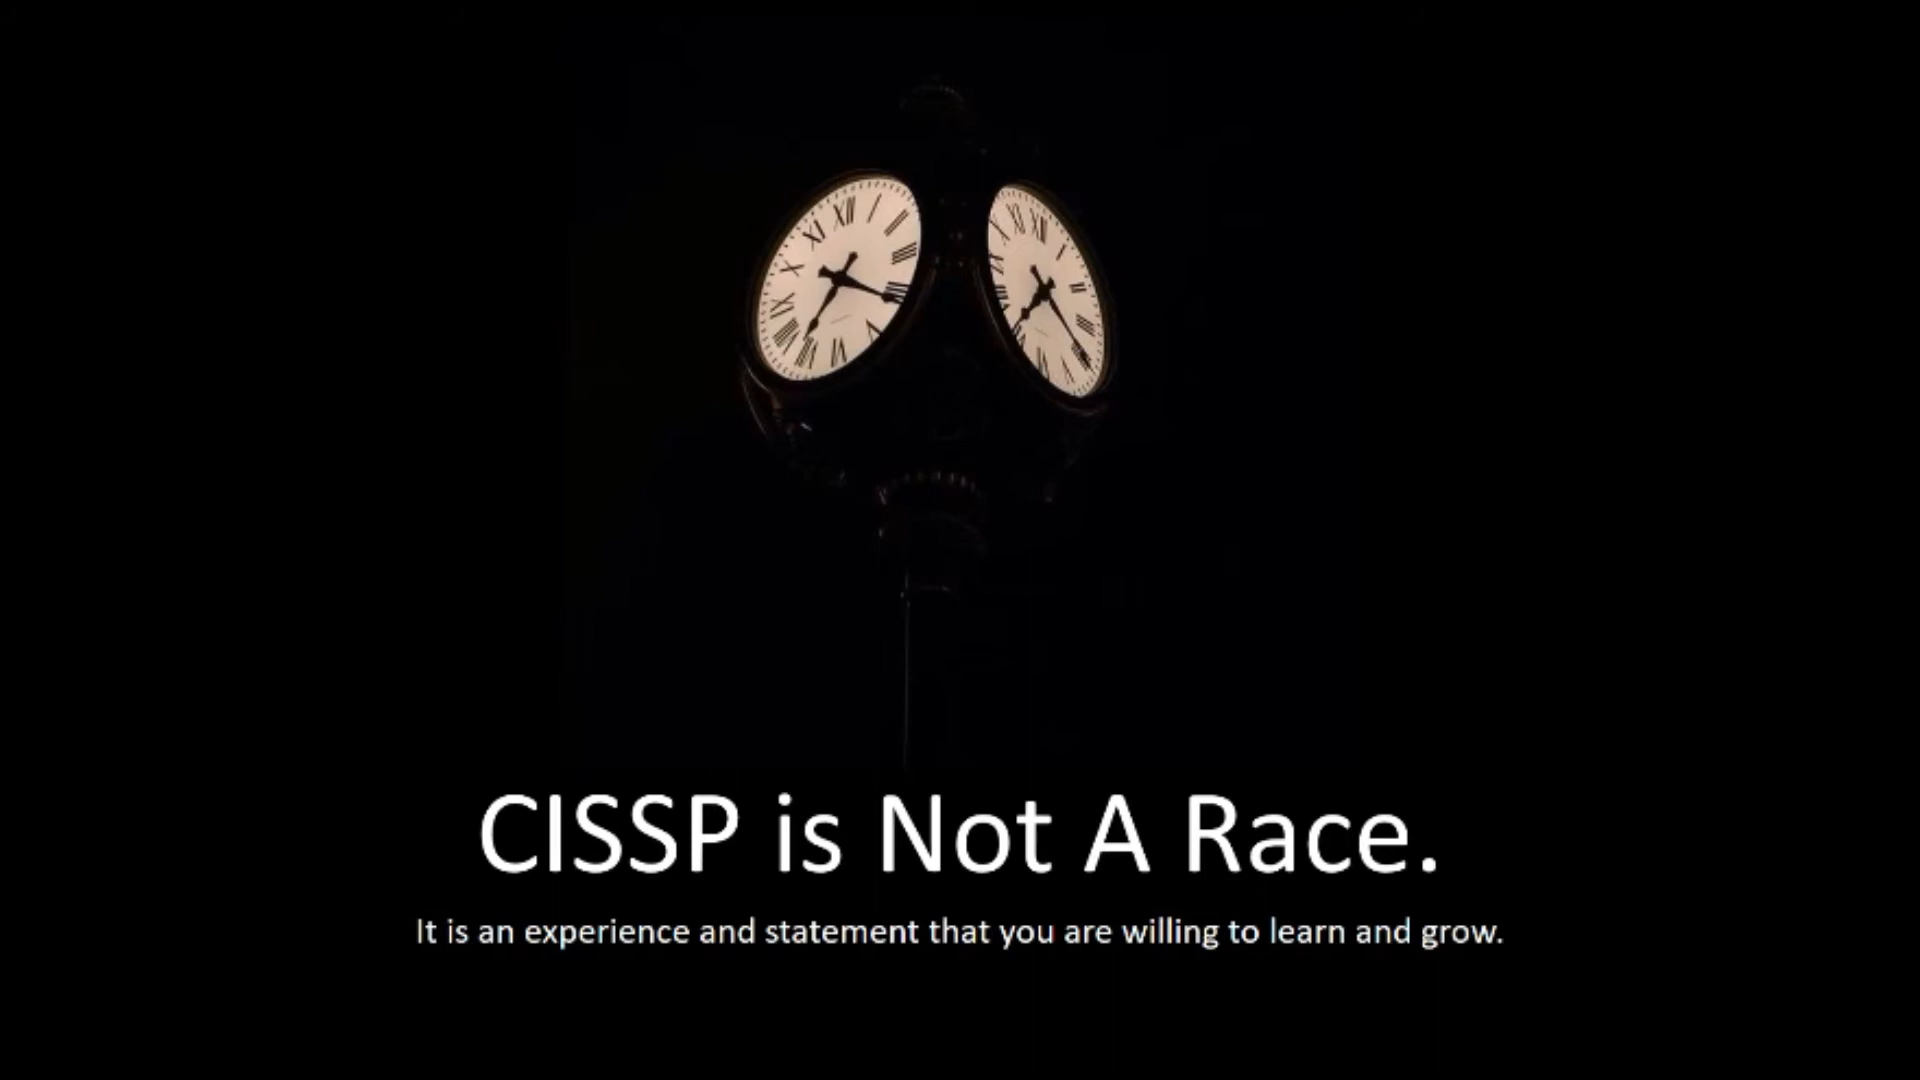 CISSP is Not A Race.
It is an experience and statement that you are willing to learn and grow.